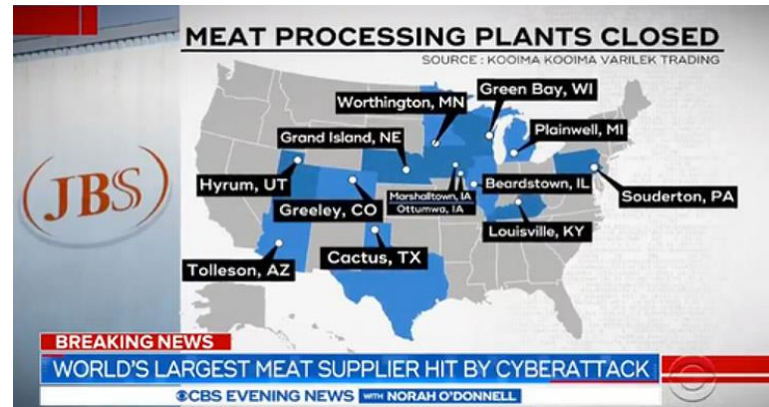 MEAT PROCESSING PLANTS CLOSED
SOURCE : KOOIMA KOOIMA VARILEK TRADING
JBS
Worthington, MN
Green Bay, WI
Grand Island, NE
Plainwell, MI
Hyrum, UT
Marshalltown, IA
Ottumwa, IA
Beardstown, IL
Souderton, PA
Greeley, CO
Louisville, KY
Cactus, TX
Tolleson, AZ
BREAKING NEWS
WORLD'S LARGEST MEAT SUPPLIER HIT BY CYBERATTACK
CBS EVENING NEWS WITH NORAH O'DONNELL